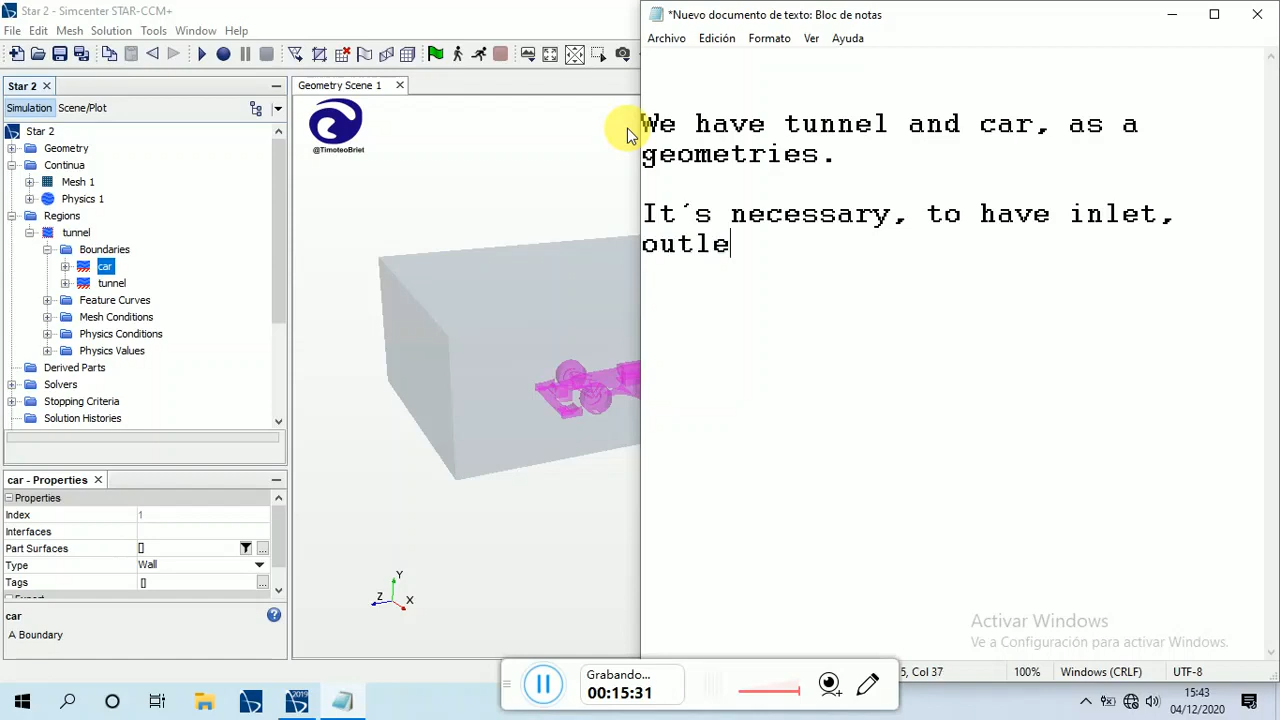 Star 2 - Simcenter STAR-CCM+
File Edit Mesh Solution Tools Window Help
Star 2
Simulation Scene/Plot
Star 2
Geometry
Continua
Mesh 1
Physics 1
Regions
tunnel
Boundaries
car
tunnel
Feature Curves
Mesh Conditions
Physics Conditions
Physics Values
Derived Parts
Solvers
Stopping Criteria
Solution Histories
car - Properties
Properties
Index 1
Interfaces
Part Surfaces []
Type Wall
Tags []
car
A Boundary
Geometry Scene 1
@TimoteoBriet
Y
Z
X
*Nuevo documento de texto: Bloc de notas
Archivo Edición Formato Ver Ayuda
We have tunnel and car, as a
geometries.
It´s necessary, to have inlet,
outle
Activar Windows
Ve a Configuración para activar Windows.
5, Col 37 100% Windows (CRLF) UTF-8
Grabando...
00:15:31
2019
15:43
04/12/2020